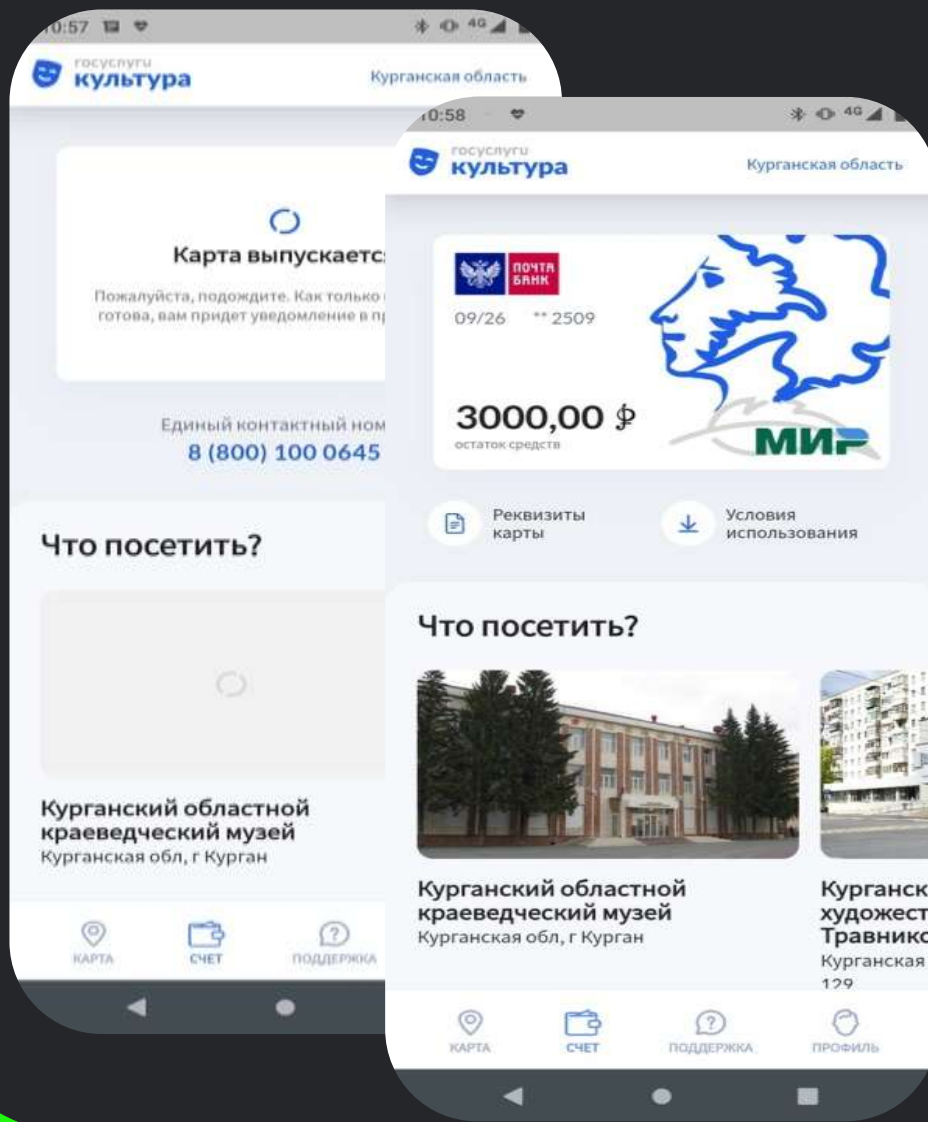 10:57
4G
госуслуги
культура
Курганская область
Карта выпускаетс
Пожалуйста, подождите. Как только
готова, вам придет уведомление в
Единый контактный ном
8 (800) 100 0645
Что посетить?
Курганский областной
краеведческий музей
Курганская обл, г Курган
КАРТА
СЧЕТ
ПОДДЕРЖКА
10:58
4G
госуслуги
культура
Курганская область
ПОЧТА
БАНК
09/26 ** 2509
3000,00 ₽
остаток средств
МИР
Реквизиты
карты
Условия
использования
Что посетить?
Курганский областной
краеведческий музей
Курганская обл, г Курган
Курганск
художест
Травнико
Курганская
129
КАРТА
СЧЕТ
ПОДДЕРЖКА
ПРОФИЛЬ